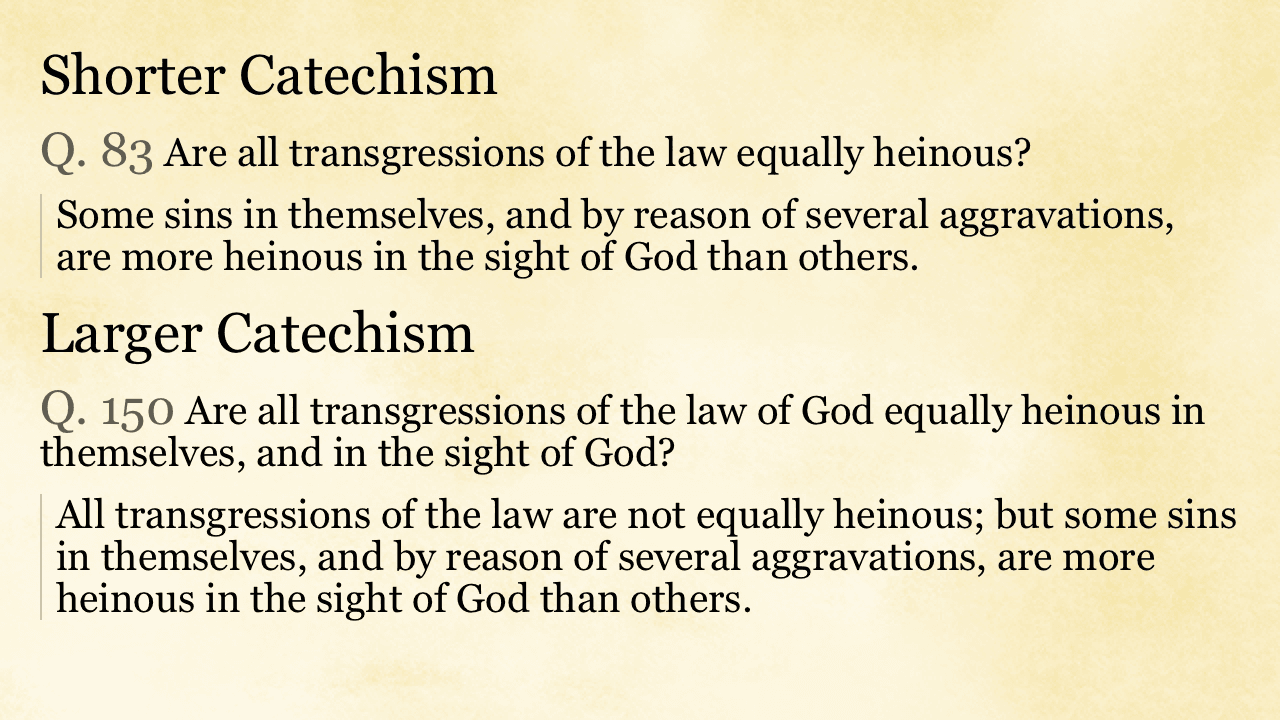 Shorter Catechism
Q. 83 Are all transgressions of the law equally heinous?
Some sins in themselves, and by reason of several aggravations,
are more heinous in the sight of God than others.
Larger Catechism
Q. 150 Are all transgressions of the law of God equally heinous in
themselves, and in the sight of God?
All transgressions of the law are not equally heinous; but some sins
in themselves, and by reason of several aggravations, are more
heinous in the sight of God than others.